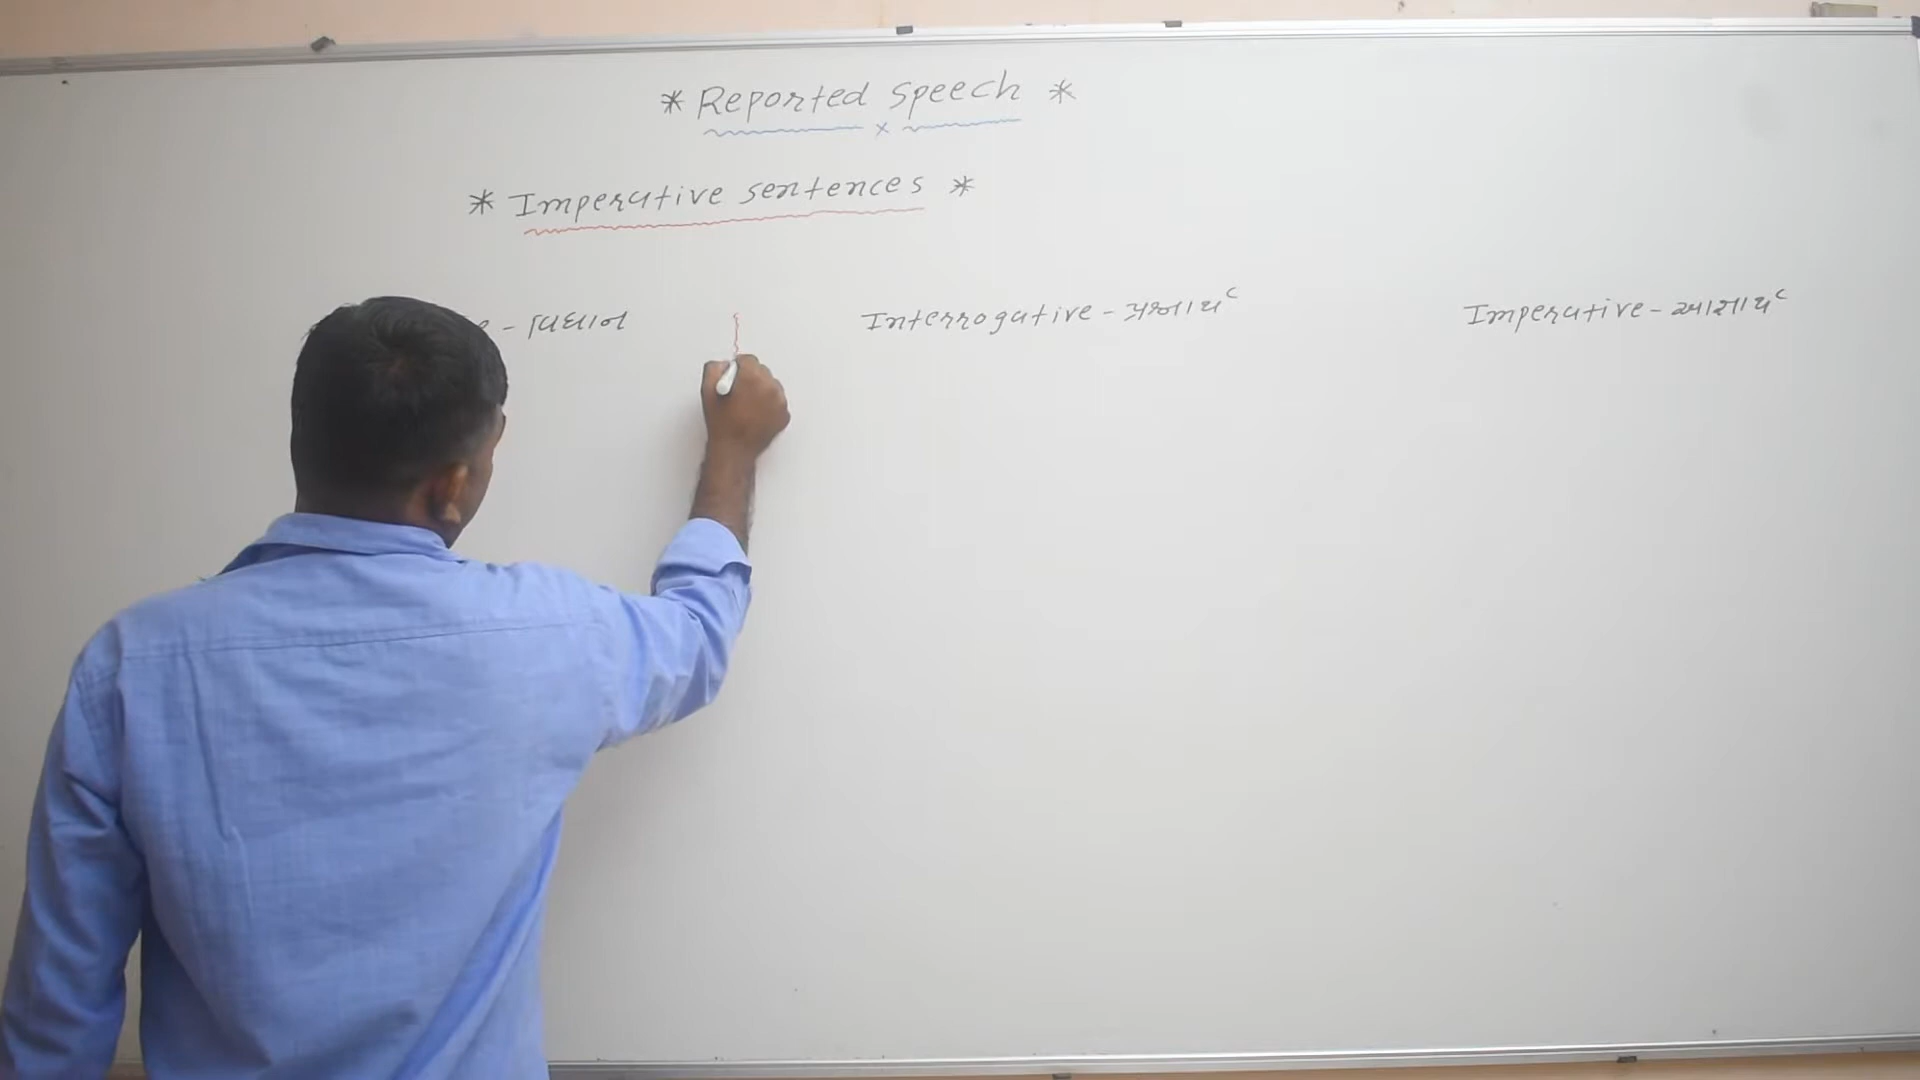 * Reported speech *
* Imperative sentences *
e - વિધાન Interrogative - પ્રશ્નાર્થ Imperative - આજ્ઞાર્થ